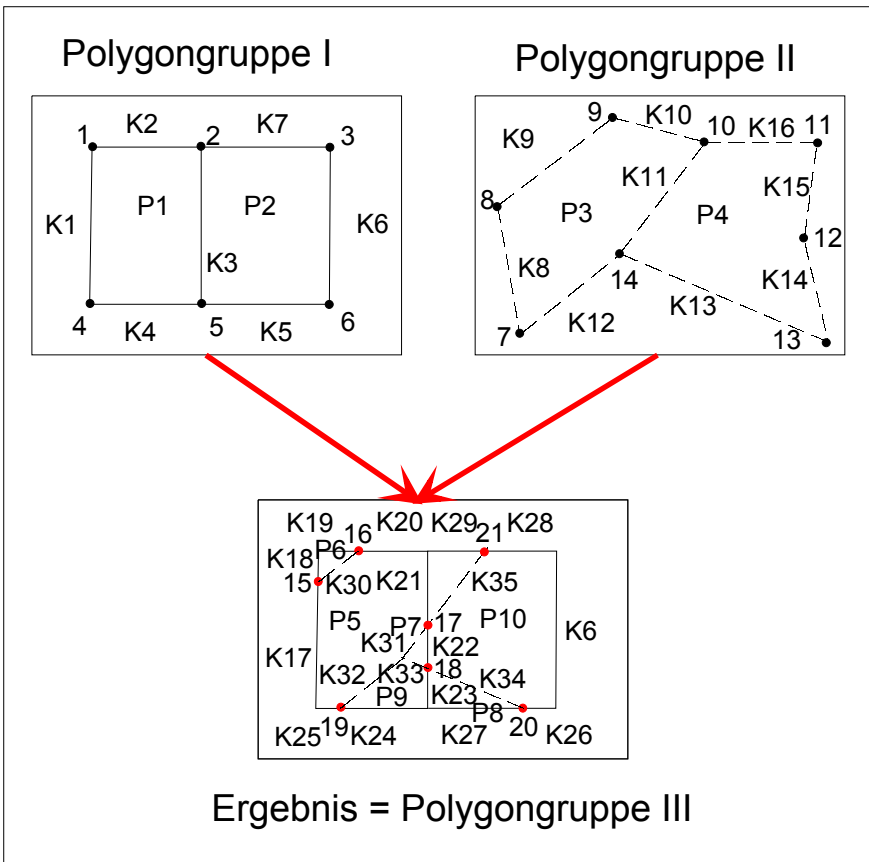 Polygongruppe I
Polygongruppe II
1 K2 2 K7 3
K1 P1 P2 K6
K3
4 K4 5 K5 6
9 K10 10 K16 11
K9 K11 K15
8 P3 P4 12
K8 14 K14
7 K12 K13 13
K19 16 K20 K29 21 K28
K18 P6
15 K30 K21 K35
P5 P7 17 P10 K6
K17 K31 K22
K32 K33 18 K34
P9 K23 P8
K25 19 K24 K27 20 K26
Ergebnis = Polygongruppe III